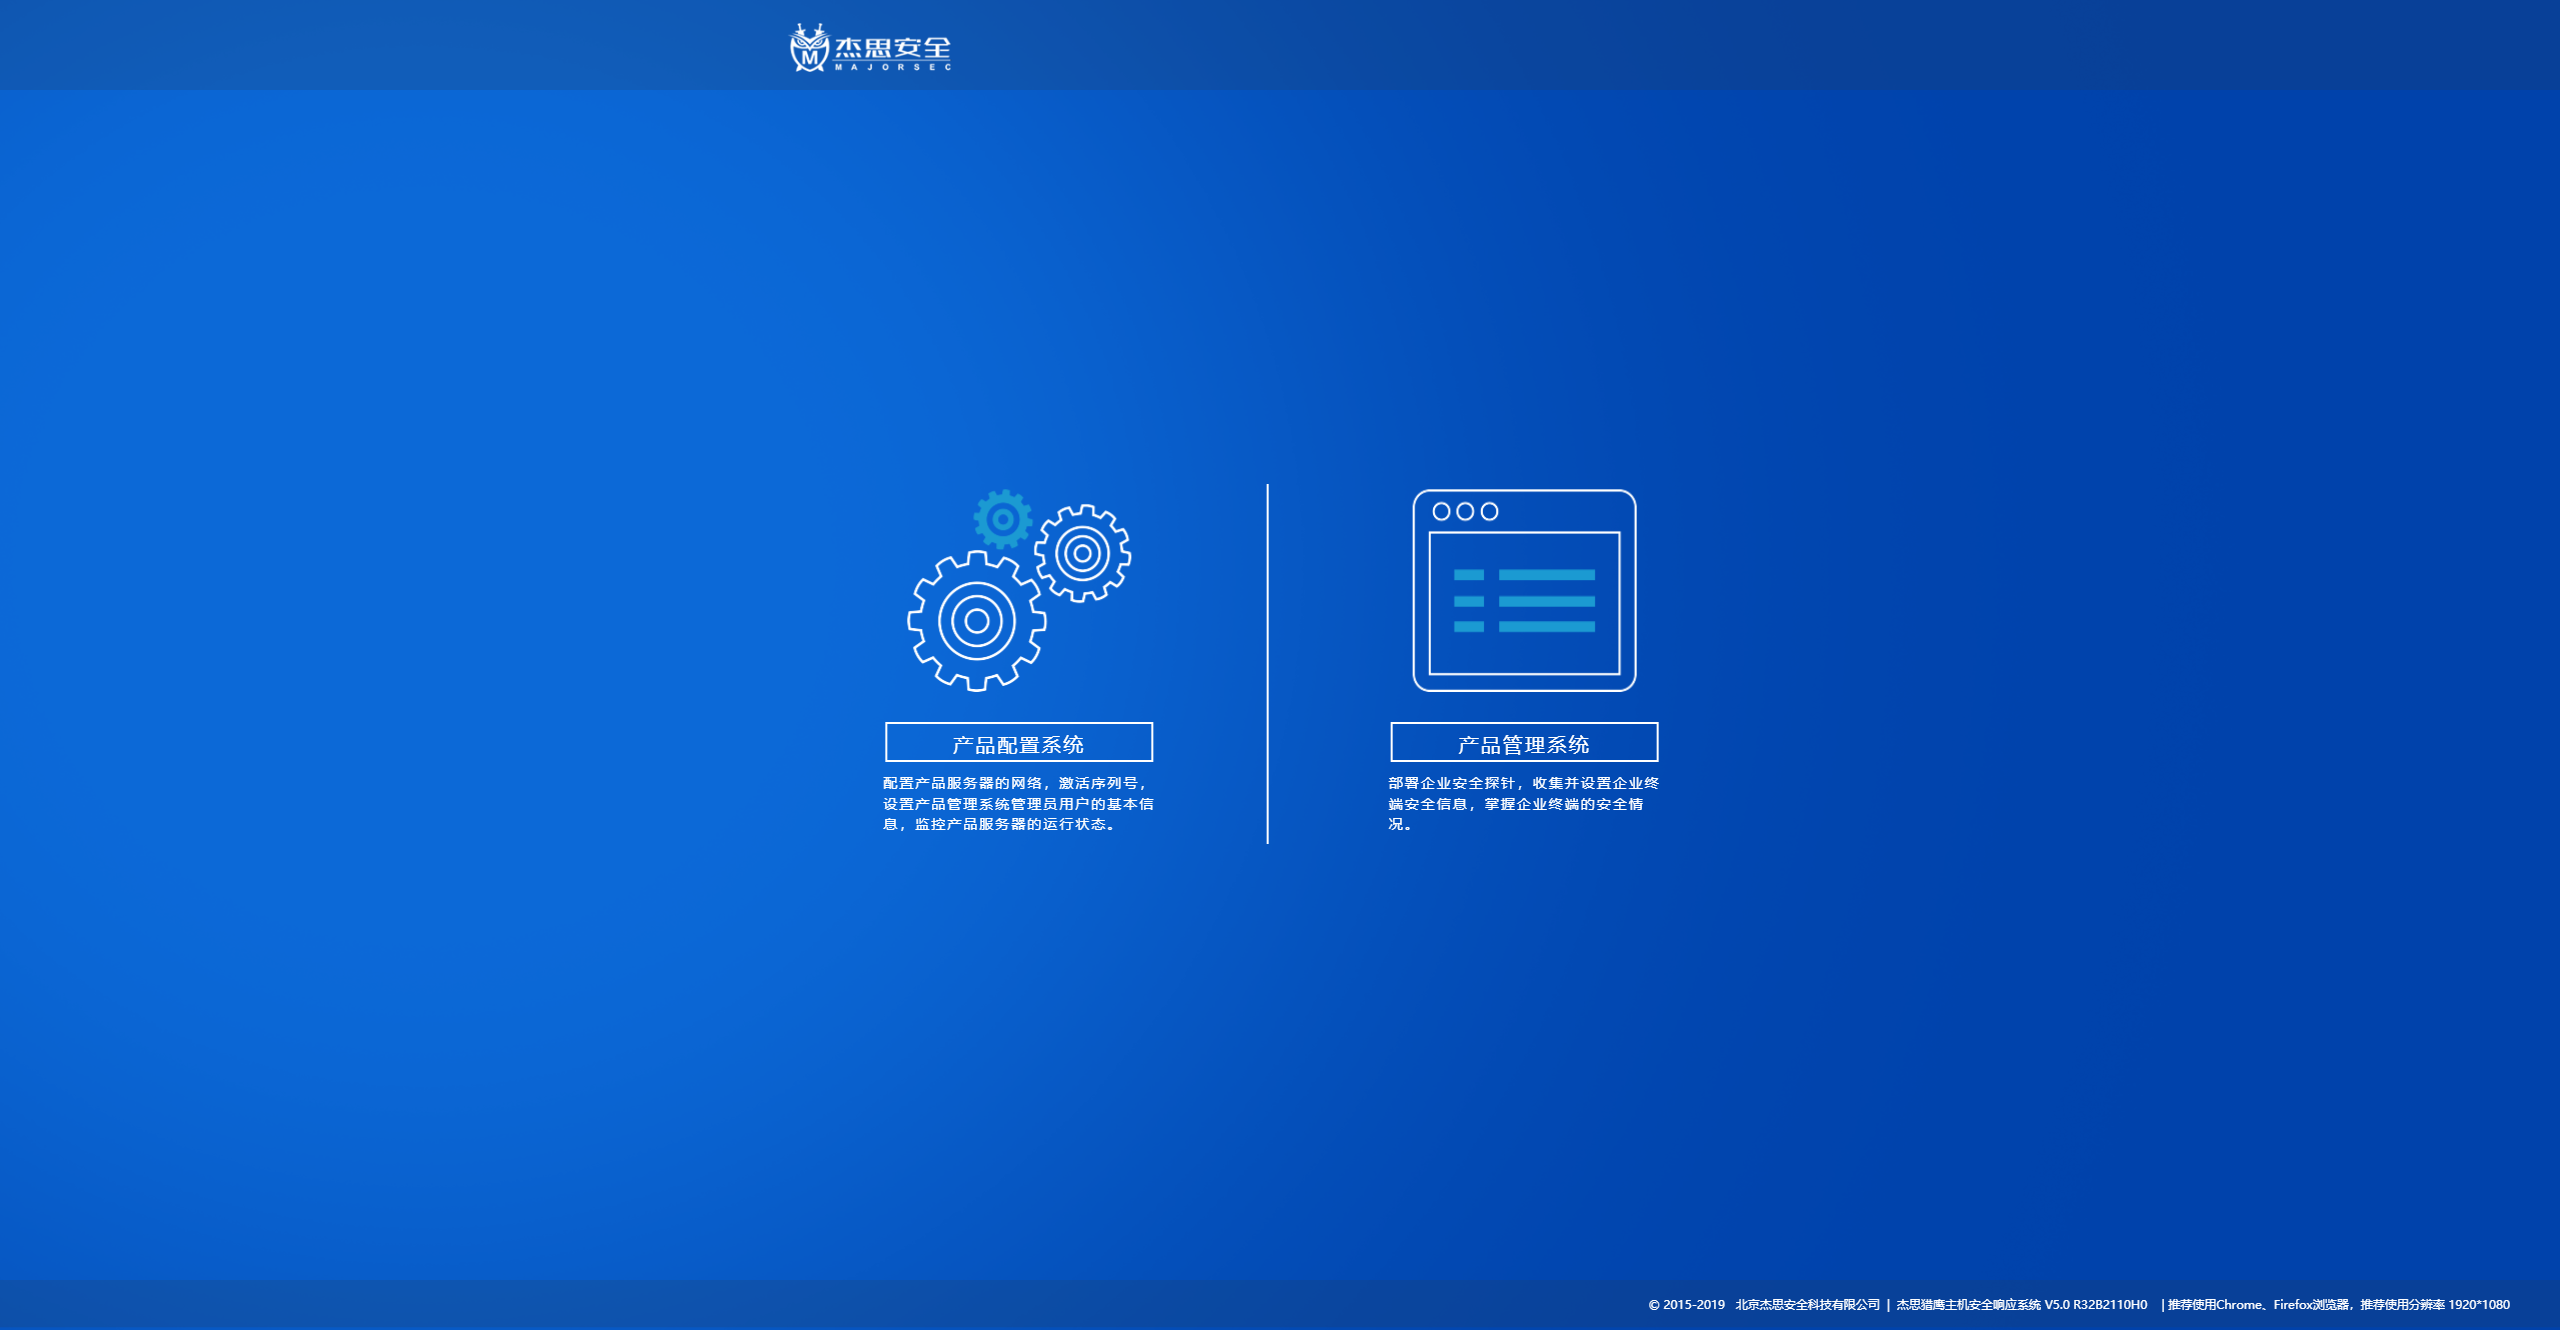 杰思安全
MAJORSEC
产品配置系统
配置产品服务器的网络，激活序列号，
设置产品管理系统管理员用户的基本信
息，监控产品服务器的运行状态。
产品管理系统
部署企业安全探针，收集并设置企业终
端安全信息，掌握企业终端的安全情
况。
© 2015-2019 北京杰思安全科技有限公司 | 杰思猎鹰主机安全响应系统 V5.0 R32B2110H0 | 推荐使用Chrome、Firefox浏览器，推荐使用分辨率 1920*1080